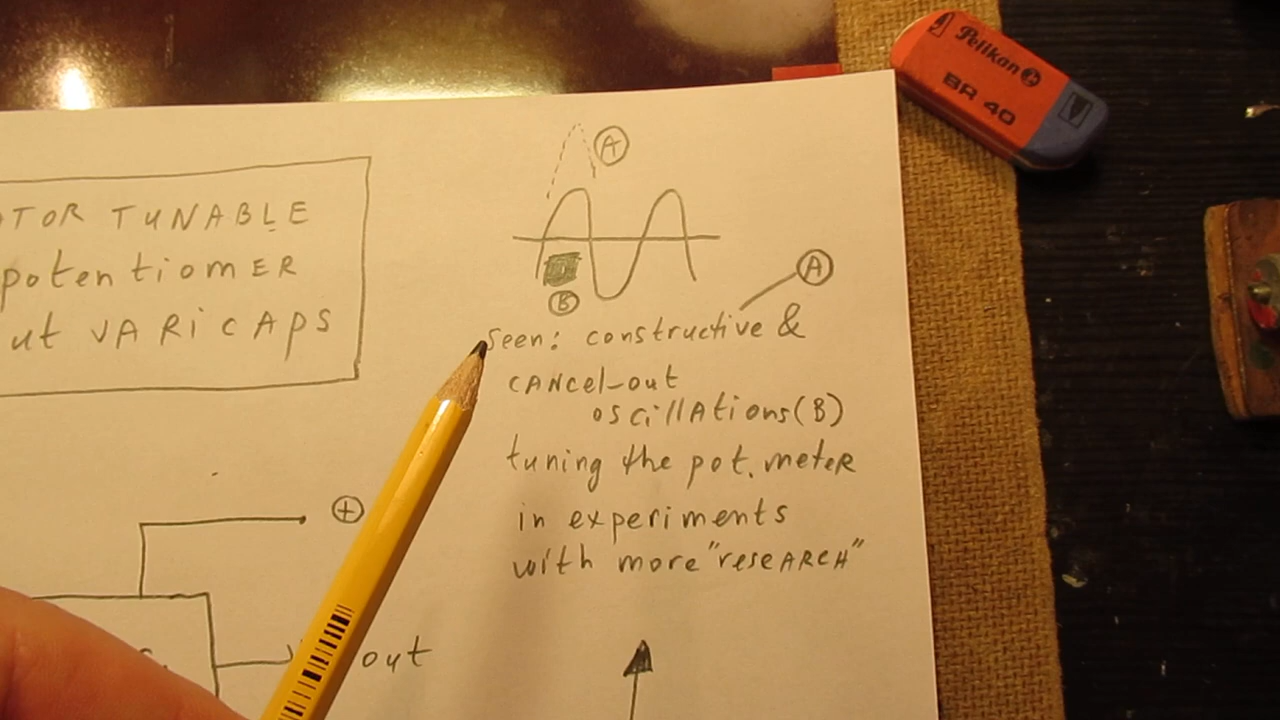 Pelikan
BR 40
A
TOR TUNABLE
potentiomER
ut VARiCAPS
B
A
Seen: constructive &
CANCEL-out
oscillAtions(B)
tuning the pot.meteR
in experiments
with more "reseARCH"
+
out